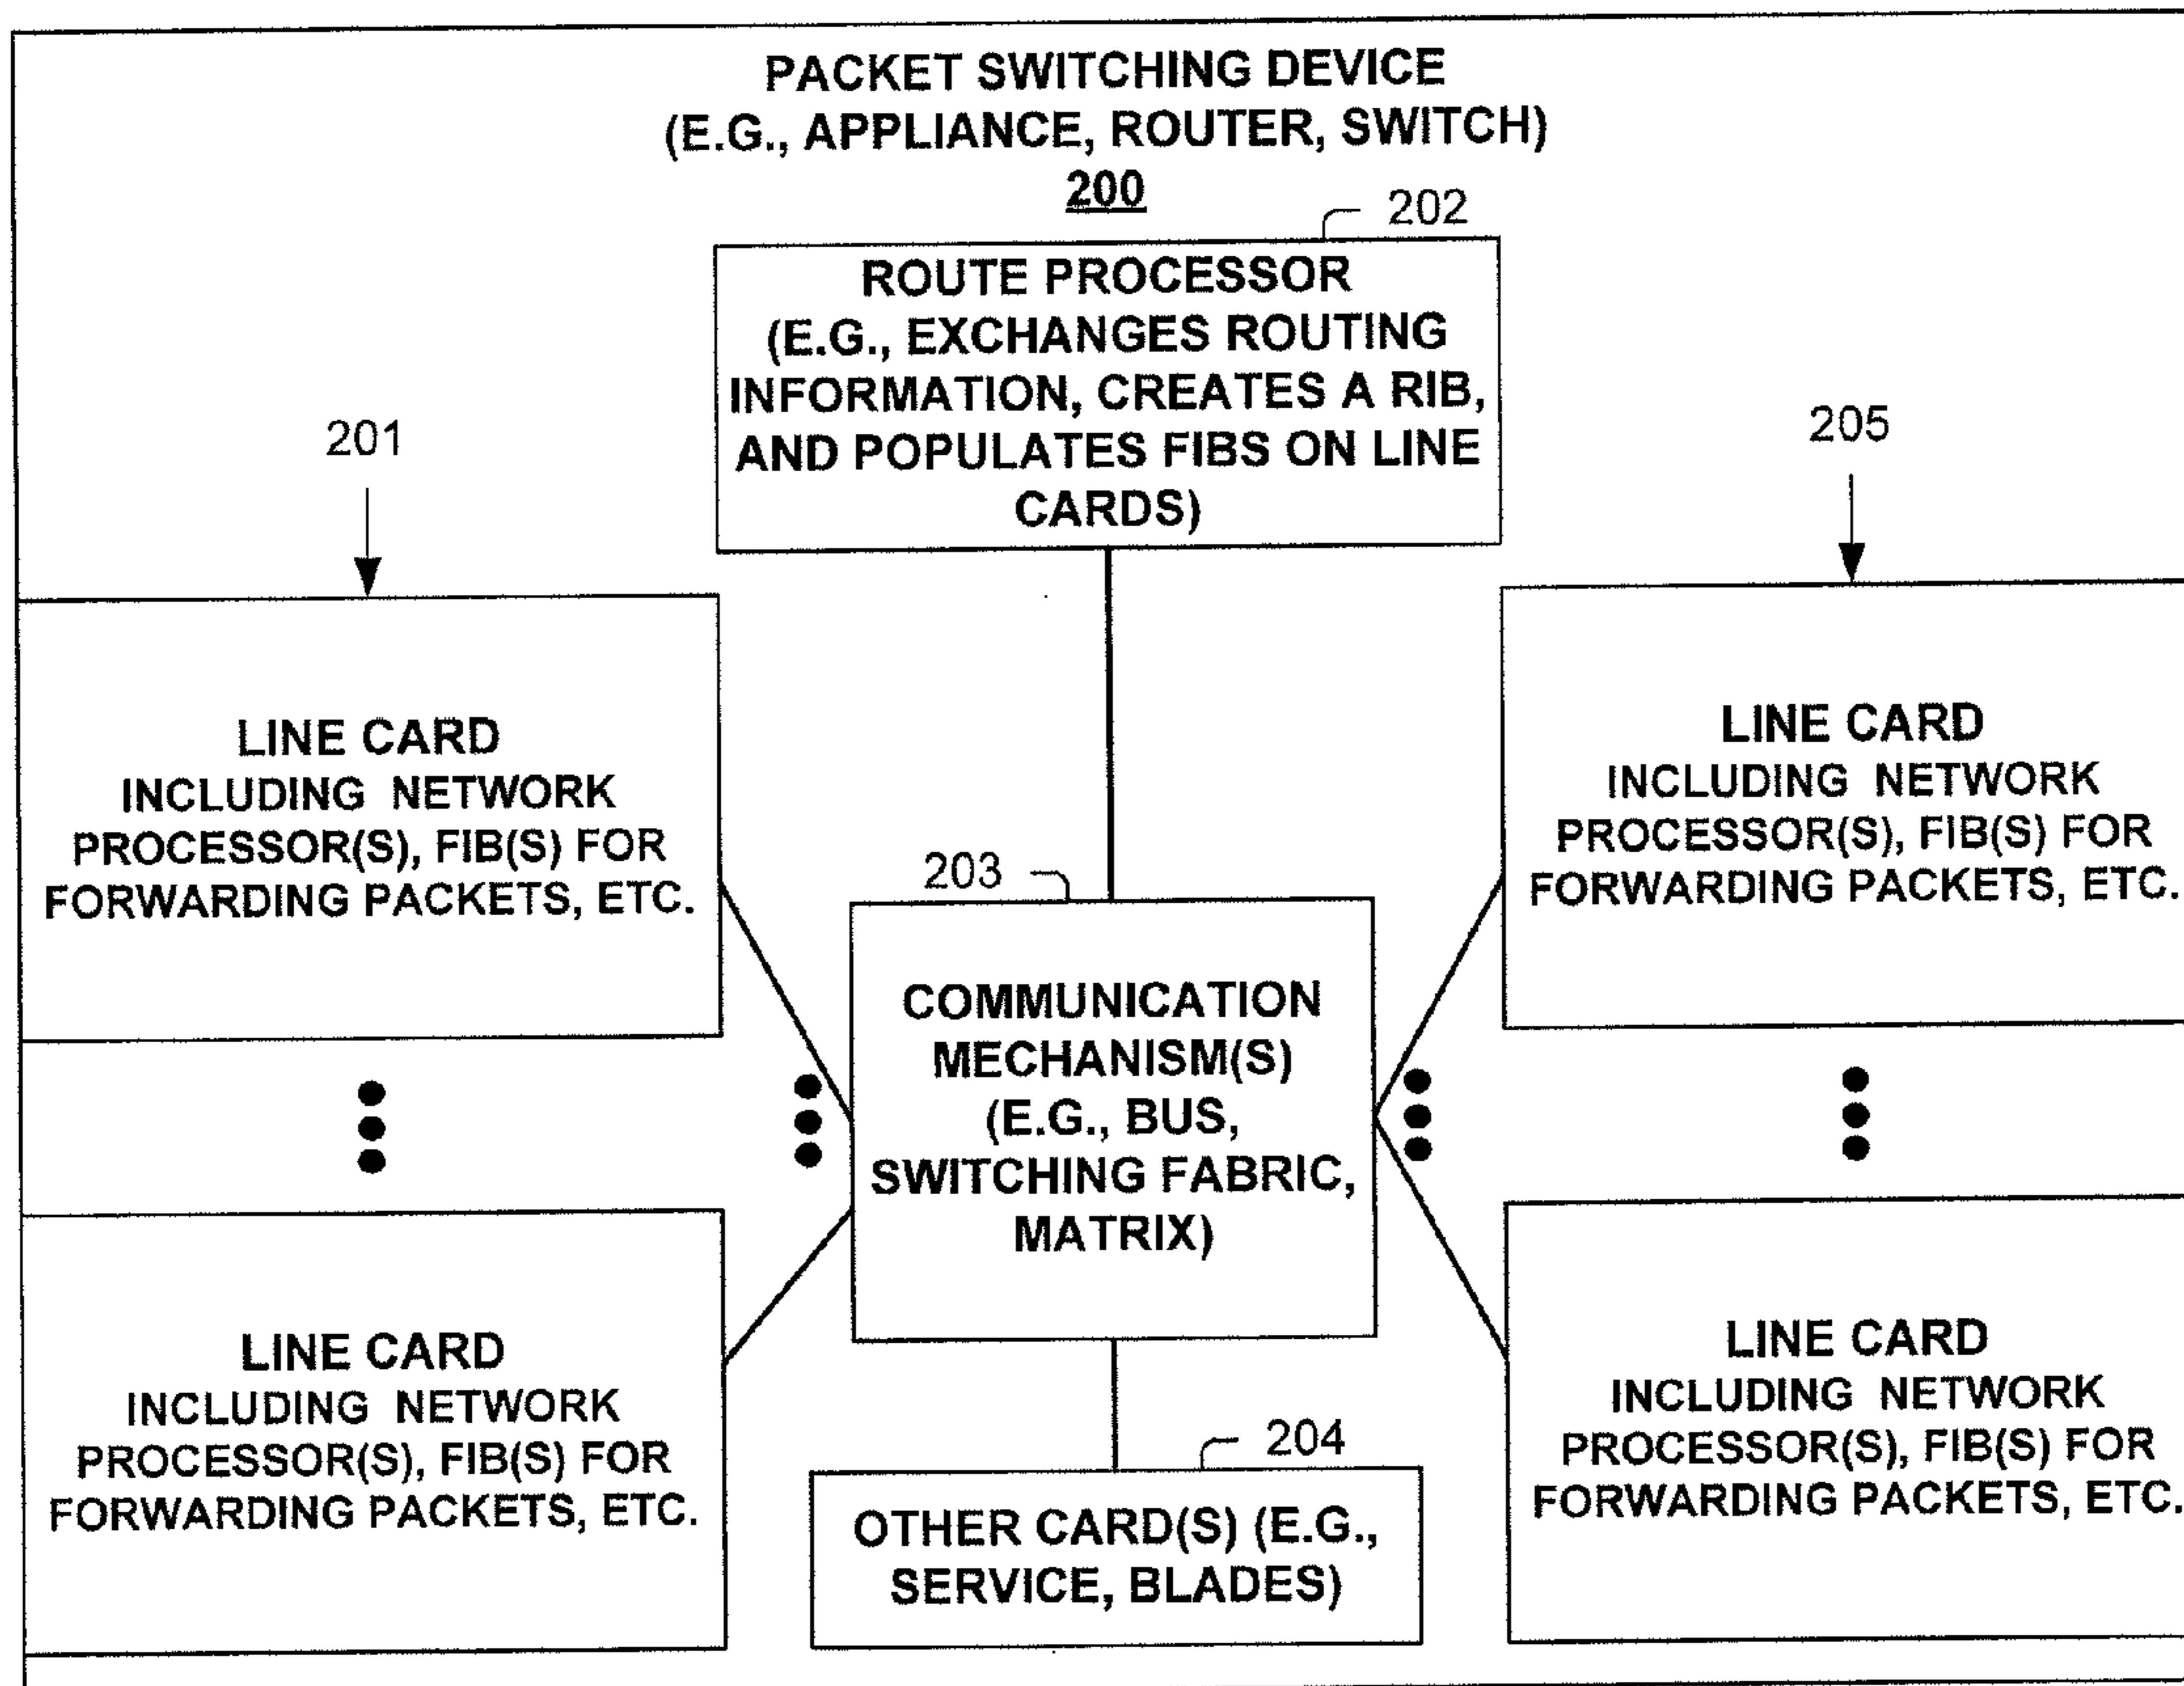 PACKET SWITCHING DEVICE
(E.G., APPLIANCE, ROUTER, SWITCH)
200
202
ROUTE PROCESSOR
(E.G., EXCHANGES ROUTING
INFORMATION, CREATES A RIB,
AND POPULATES FIBS ON LINE
CARDS)
201
205
LINE CARD
INCLUDING NETWORK
PROCESSOR(S), FIB(S) FOR
FORWARDING PACKETS, ETC.
LINE CARD
INCLUDING NETWORK
PROCESSOR(S), FIB(S) FOR
FORWARDING PACKETS, ETC.
203
COMMUNICATION
MECHANISM(S)
(E.G., BUS,
SWITCHING FABRIC,
MATRIX)
LINE CARD
INCLUDING NETWORK
PROCESSOR(S), FIB(S) FOR
FORWARDING PACKETS, ETC.
LINE CARD
INCLUDING NETWORK
PROCESSOR(S), FIB(S) FOR
FORWARDING PACKETS, ETC.
204
OTHER CARD(S) (E.G.,
SERVICE, BLADES)